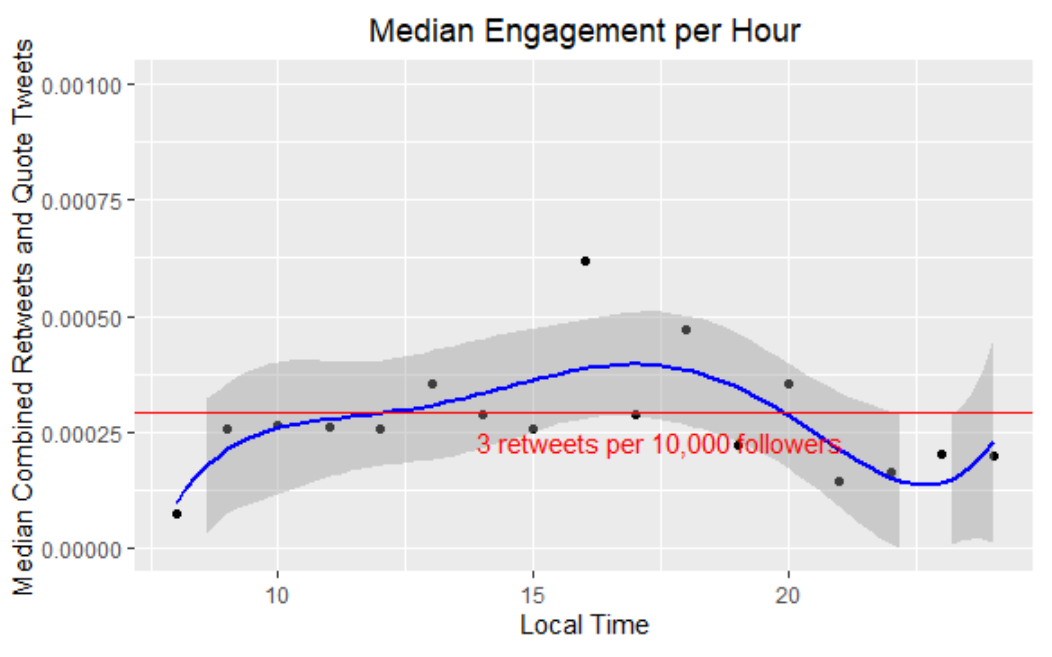 Median Engagement per Hour
Median Combined Retweets and Quote Tweets
0.00100
0.00075
0.00050
0.00025
0.00000
3 retweets per 10,000 followers
10 15 20
Local Time